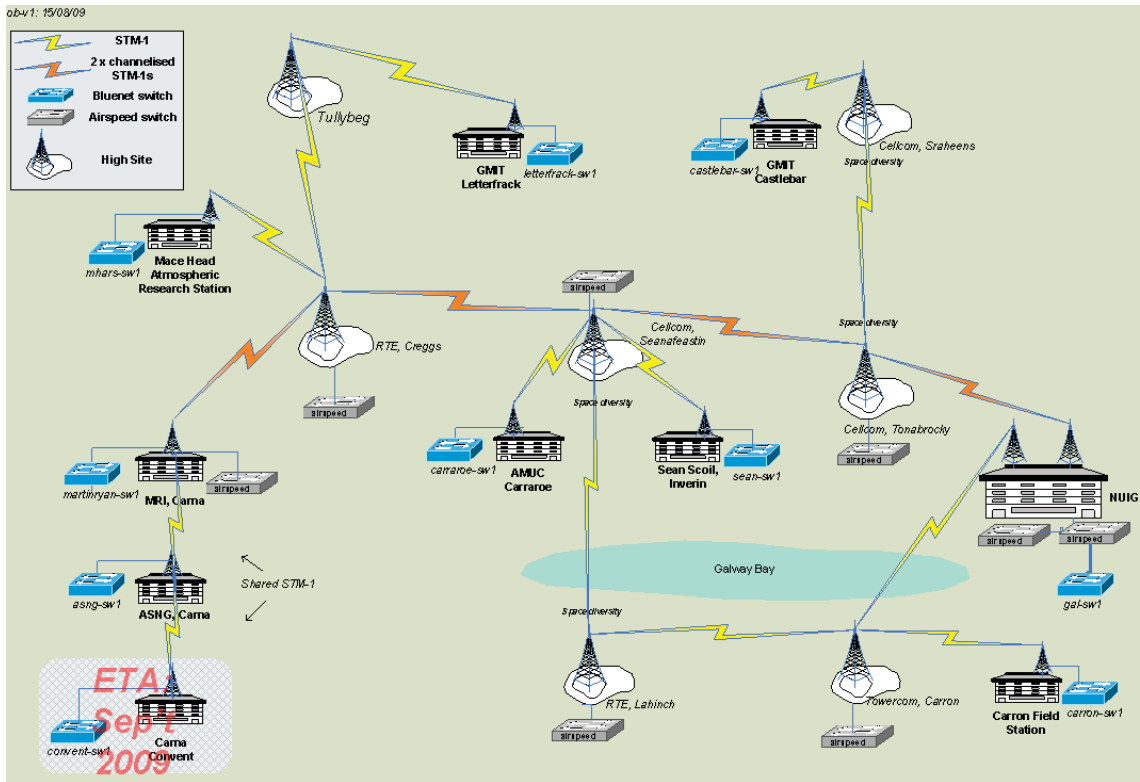 ob-v1: 15/08/09
STM-1
2 x channelised
STM-1s
Bluenet switch
Airspeed switch
High Site
Tullybeg
GMIT
Letterfrack
letterfrack-sw1
castlebar-sw1
GMIT
Castlebar
Cellcom, Sraheens
Space diversity
mhars-sw1
Mace Head
Atmospheric
Research Station
airspeed
RTE, Creggs
airspeed
Cellcom,
Seanafeastin
Space diversity
Space diversity
Cellcom, Tonabrocky
airspeed
carraroe-sw1
AMUC
Carraroe
Sean Scoil,
Inverin
sean-sw1
martinryan-sw1
MRI, Carna
airspeed
NUIG
airspeed
airspeed
gal-sw1
asng-sw1
ASNG, Carna
Shared STM-1
Galway Bay
Space diversity
RTE, Lahinch
airspeed
Towercom, Carron
airspeed
Carron Field
Station
carron-sw1
ETA;
Sep't
2009
convent-sw1
Carna
Convent